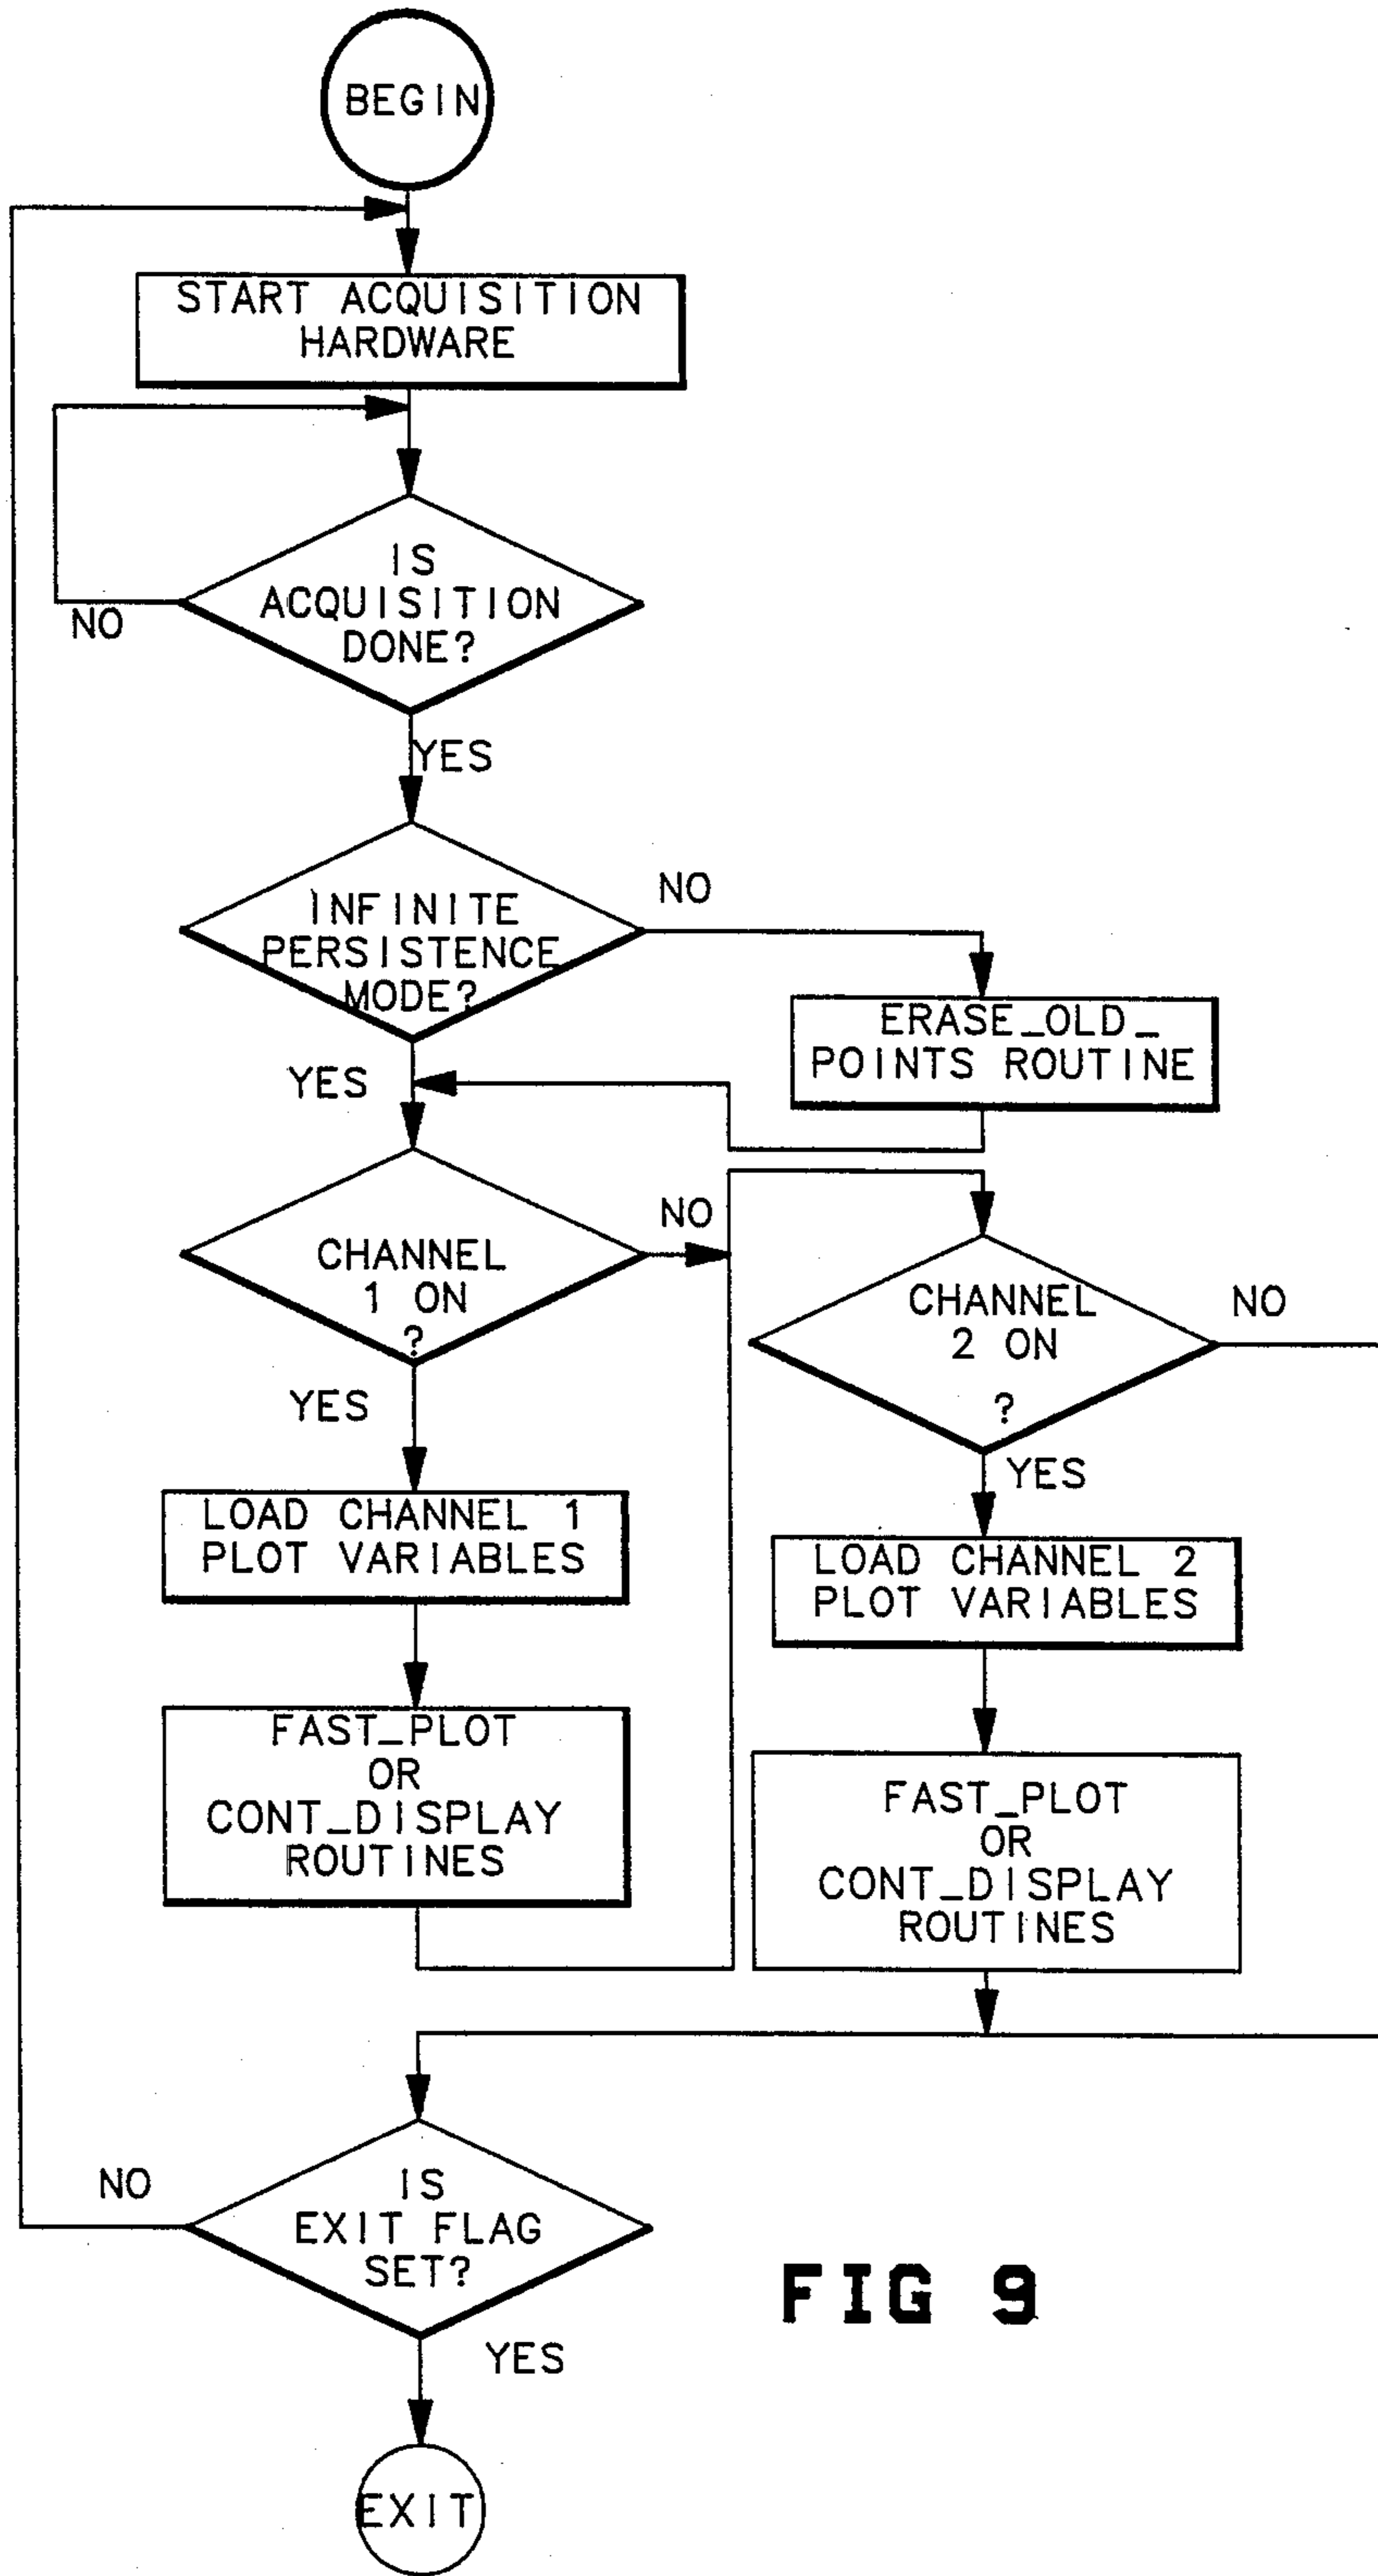 BEGIN
START ACQUISITION
HARDWARE
IS
ACQUISITION
DONE?
NO
YES
INFINITE
PERSISTENCE
MODE?
NO
ERASE_OLD_
POINTS ROUTINE
YES
CHANNEL
1 ON
?
NO
CHANNEL
2 ON
?
NO
YES
YES
LOAD CHANNEL 1
PLOT VARIABLES
LOAD CHANNEL 2
PLOT VARIABLES
FAST_PLOT
OR
CONT_DISPLAY
ROUTINES
FAST_PLOT
OR
CONT_DISPLAY
ROUTINES
IS
EXIT FLAG
SET?
NO
YES
EXIT
FIG 9